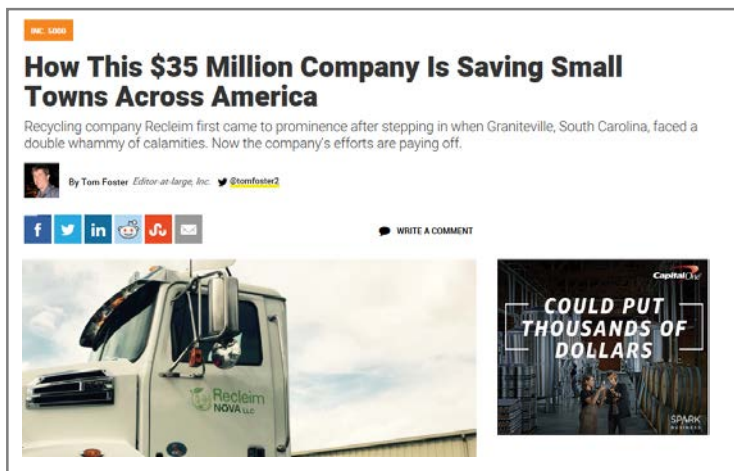 INC. 5000
How This $35 Million Company Is Saving Small
Towns Across America
Recycling company Recleim first came to prominence after stepping in when Graniteville, South Carolina, faced a
double whammy of calamities. Now the company's efforts are paying off.
By Tom Foster Editor-at-large, Inc. @tomfoster2
f in
WRITE A COMMENT
Capital One
COULD PUT
THOUSANDS OF
DOLLARS
Recleim
NOVA LLC
SPARK
BUSINESS